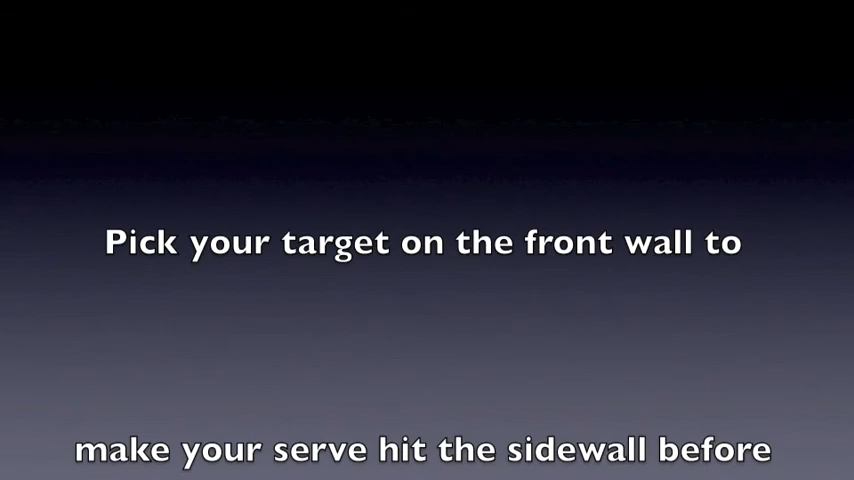 Pick your target on the front wall to
make your serve hit the sidewall before